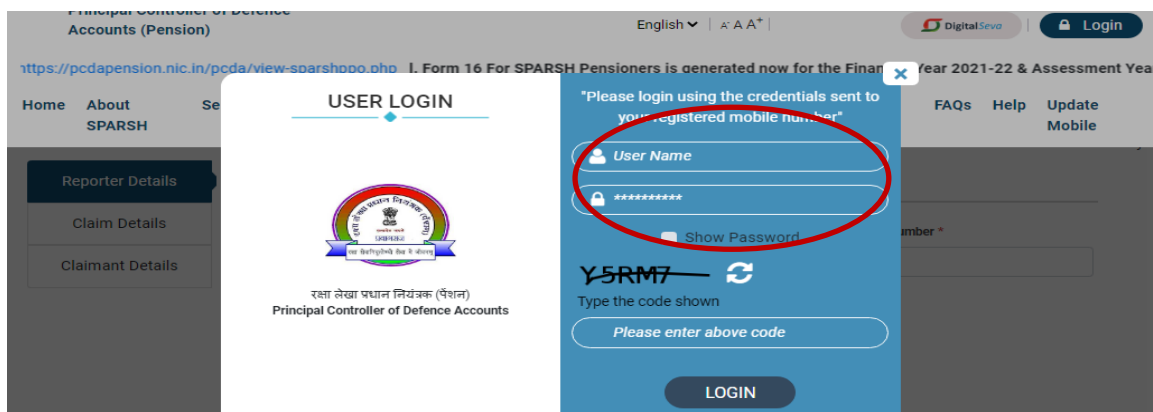 Principal Controller of Defence
Accounts (Pension)
English | A- A A+ |
DigitalSeva
Login
https://pcdapension.nic.in/pcda/view-sparshppo.php I. Form 16 For SPARSH Pensioners is generated now for the Finan Year 2021-22 & Assessment Yea
Home
About SPARSH
Se
FAQs
Help
Update Mobile
Reporter Details
Claim Details
Claimant Details
USER LOGIN
रक्षा लेखा प्रधान नियंत्रक (पेंशन)
Principal Controller of Defence Accounts
"Please login using the credentials sent to
your registered mobile number"
User Name
**********
Show Password
Y5RM7
Type the code shown
Please enter above code
LOGIN
umber *